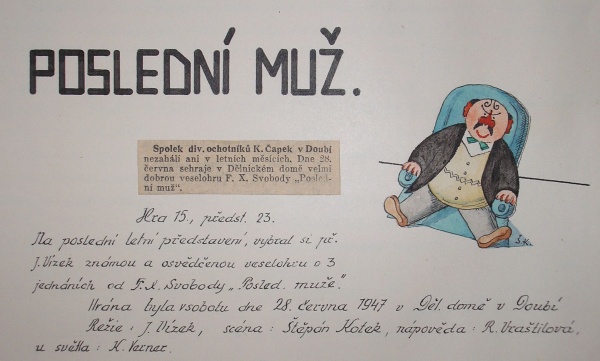 POSLEDNÍ MUŽ.
Spolek div. ochotníků K. Čapek v Doubí
nezahálí ani v letních měsících. Dne 28.
června sehraje v Dělnickém domě velmi
dobrou veselohru F. X. Svobody „Posled-
ní muž“.
Hra 15., předst. 23.
Na poslední letní představení, vybral si př.
J. Vízek známou a osvědčenou veselohru o 3
jednáních od F. X. Svobody „Posled. muže.“
Hrána byla v sobotu dne 28. června 1947 v Děl. domě v Doubí
Režie: J. Vízek, scéna: Štěpán Kotek, nápověda: R. Vraštilová,
u světla: K. Verner.